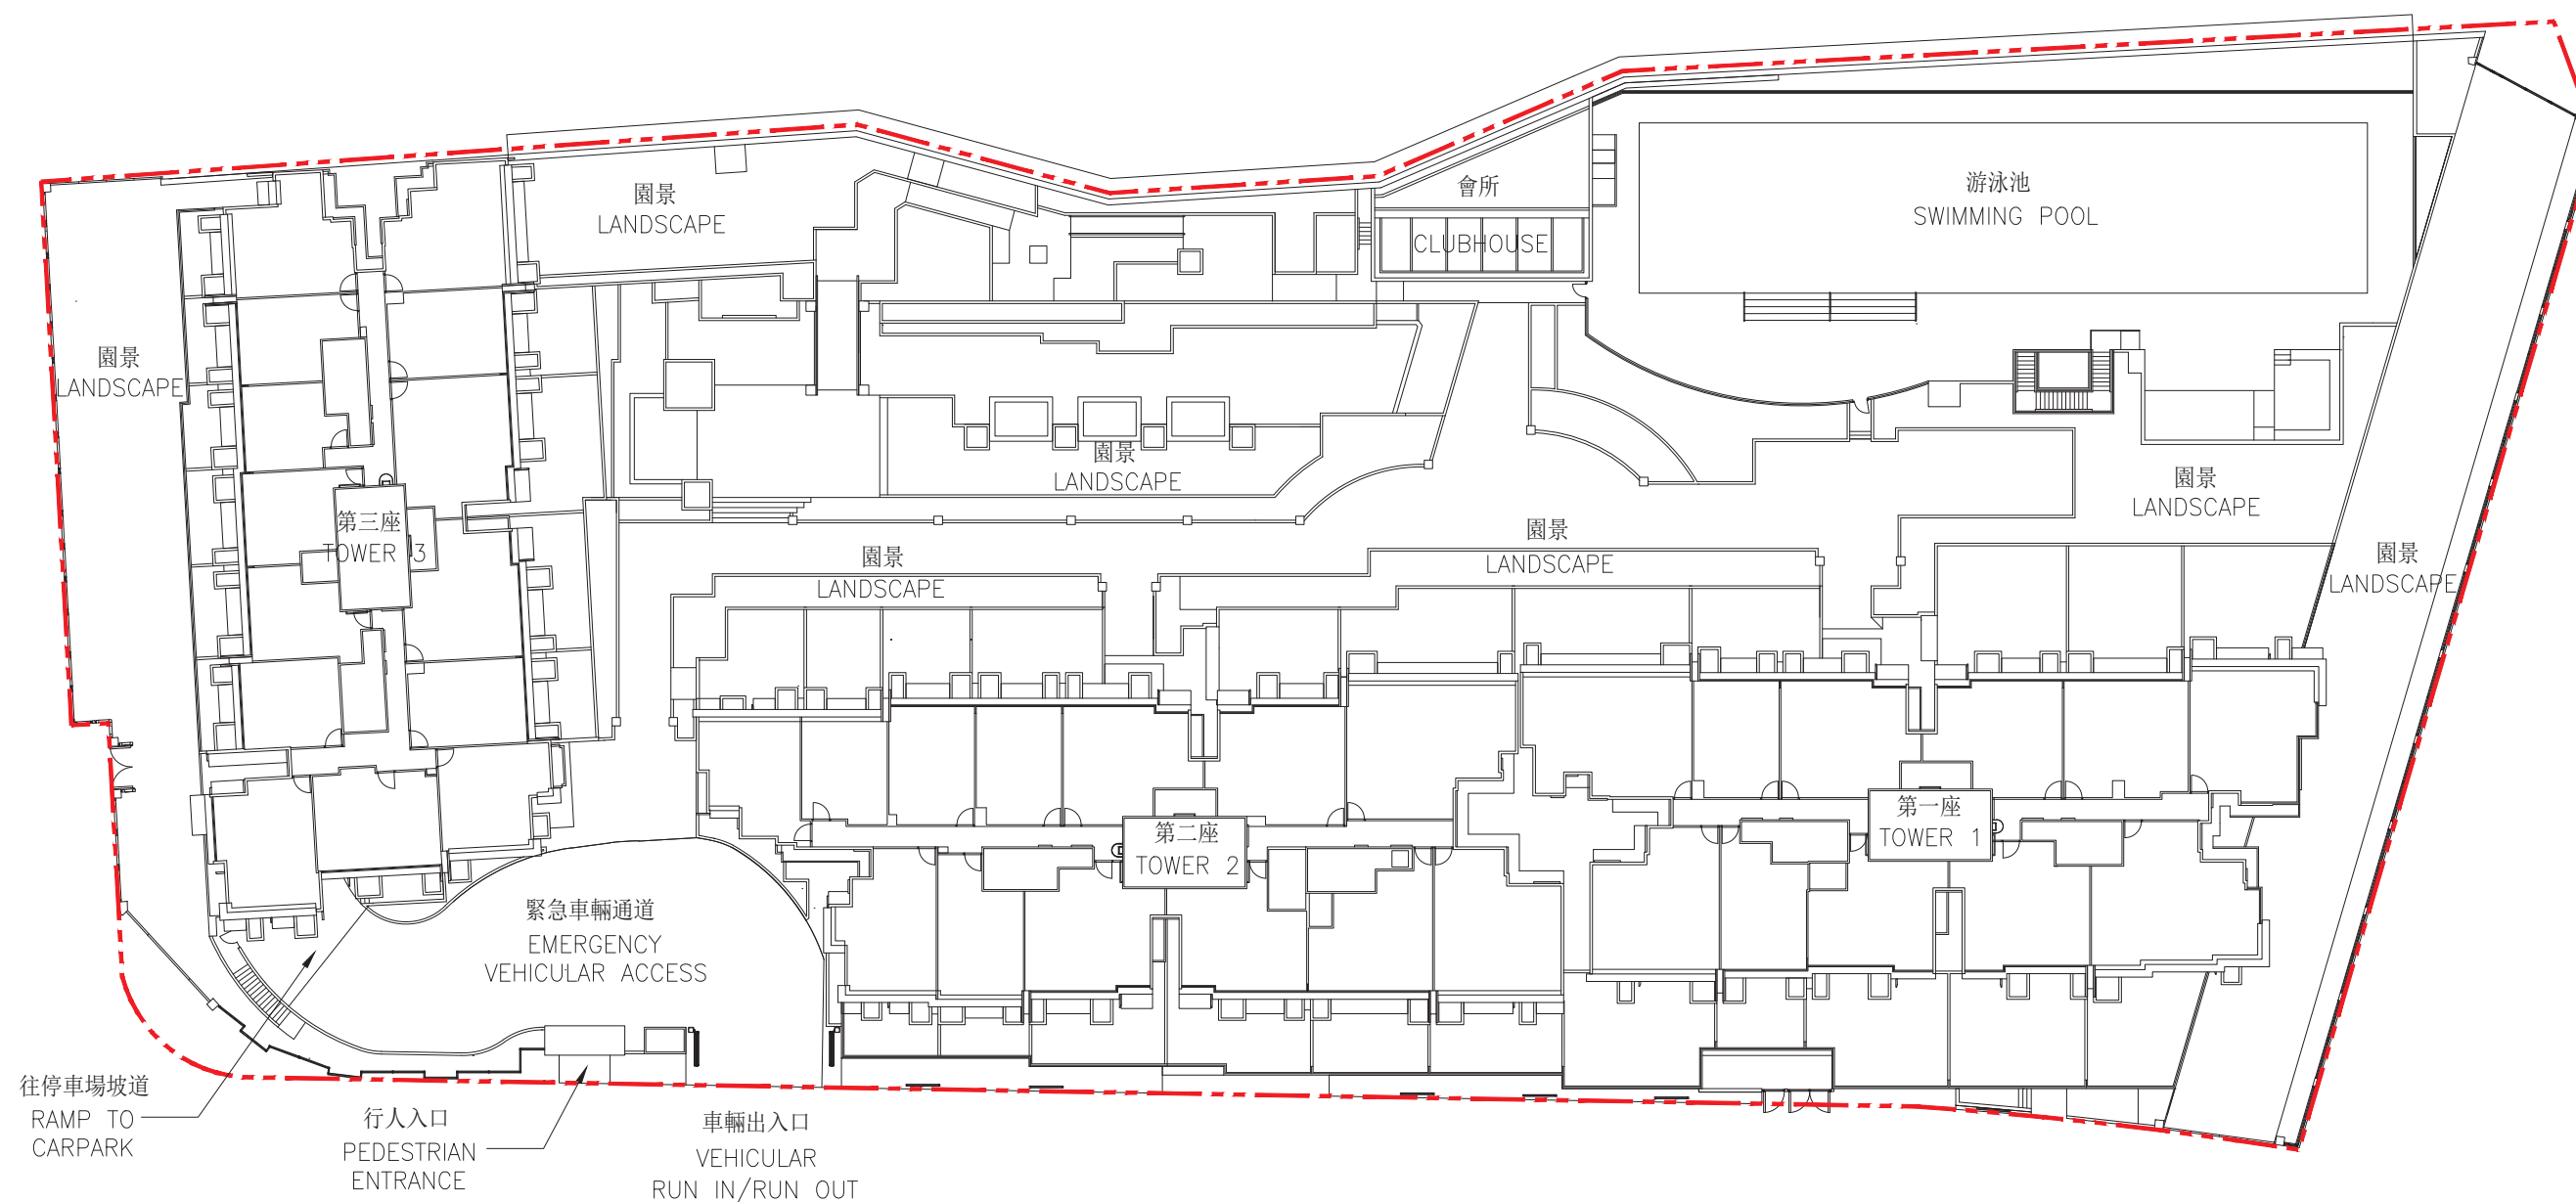 園景
LANDSCAPE
會所
CLUBHOUSE
游泳池
SWIMMING POOL
園景
LANDSCAPE
園景
LANDSCAPE
園景
LANDSCAPE
園景
LANDSCAPE
園景
LANDSCAPE
園景
LANDSCAPE
第三座
TOWER 3
第二座
TOWER 2
第一座
TOWER 1
緊急車輛通道
EMERGENCY
VEHICULAR ACCESS
往停車場坡道
RAMP TO
CARPARK
行人入口
PEDESTRIAN
ENTRANCE
車輛出入口
VEHICULAR
RUN IN/RUN OUT